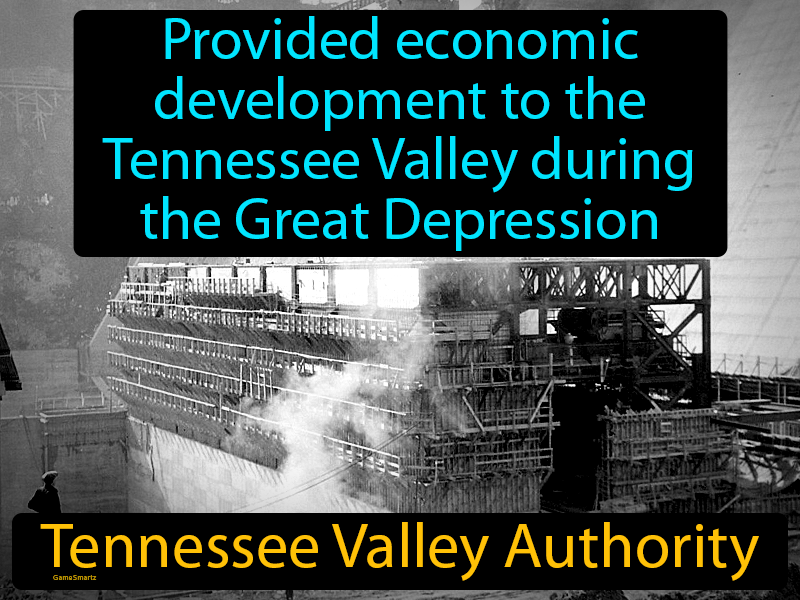 Provided economic
development to the
Tennessee Valley during
the Great Depression
Tennessee Valley Authority
GameSmartz